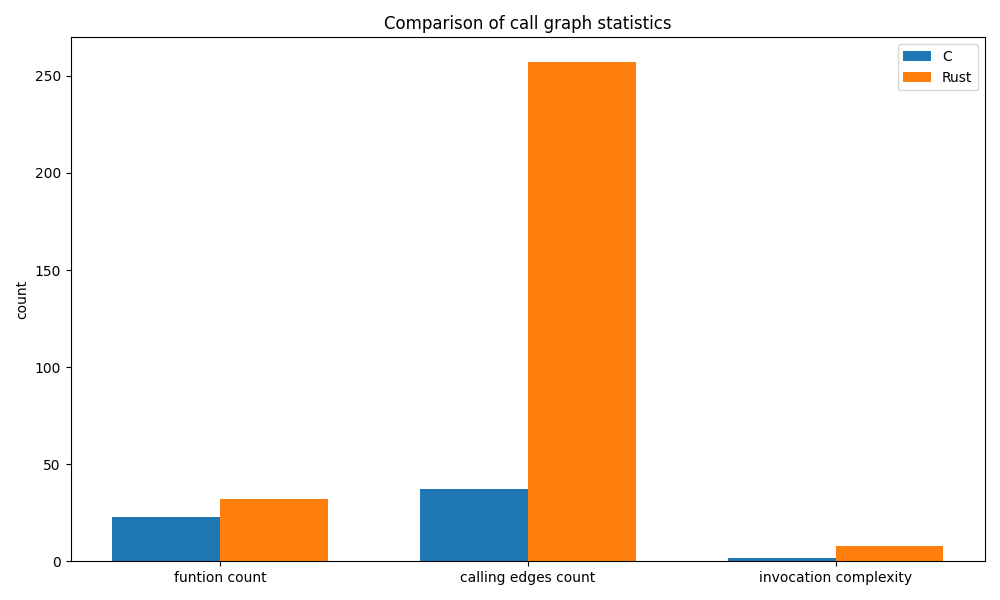 Comparison of call graph statistics
C
Rust
count
250
200
150
100
50
0
funtion count
calling edges count
invocation complexity